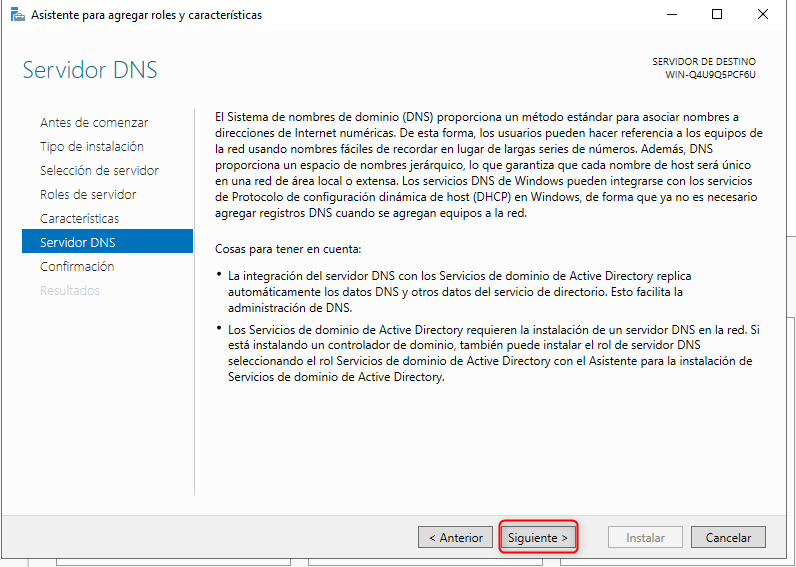 Asistente para agregar roles y características
Servidor DNS
SERVIDOR DE DESTINO
WIN-Q4U9Q5PCF6U
Antes de comenzar
Tipo de instalación
Selección de servidor
Roles de servidor
Características
Servidor DNS
Confirmación
Resultados
El Sistema de nombres de dominio (DNS) proporciona un método estándar para asociar nombres a
direcciones de Internet numéricas. De esta forma, los usuarios pueden hacer referencia a los equipos de
la red usando nombres fáciles de recordar en lugar de largas series de números. Además, DNS
proporciona un espacio de nombres jerárquico, lo que garantiza que cada nombre de host será único
en una red de área local o extensa. Los servicios DNS de Windows pueden integrarse con los servicios
de Protocolo de configuración dinámica de host (DHCP) en Windows, de forma que ya no es necesario
agregar registros DNS cuando se agregan equipos a la red.
Cosas para tener en cuenta:
• La integración del servidor DNS con los Servicios de dominio de Active Directory replica
automáticamente los datos DNS y otros datos del servicio de directorio. Esto facilita la
administración de DNS.
• Los Servicios de dominio de Active Directory requieren la instalación de un servidor DNS en la red. Si
está instalando un controlador de dominio, también puede instalar el rol de servidor DNS
seleccionando el rol Servicios de dominio de Active Directory con el Asistente para la instalación de
Servicios de dominio de Active Directory.
< Anterior
Siguiente >
Instalar
Cancelar